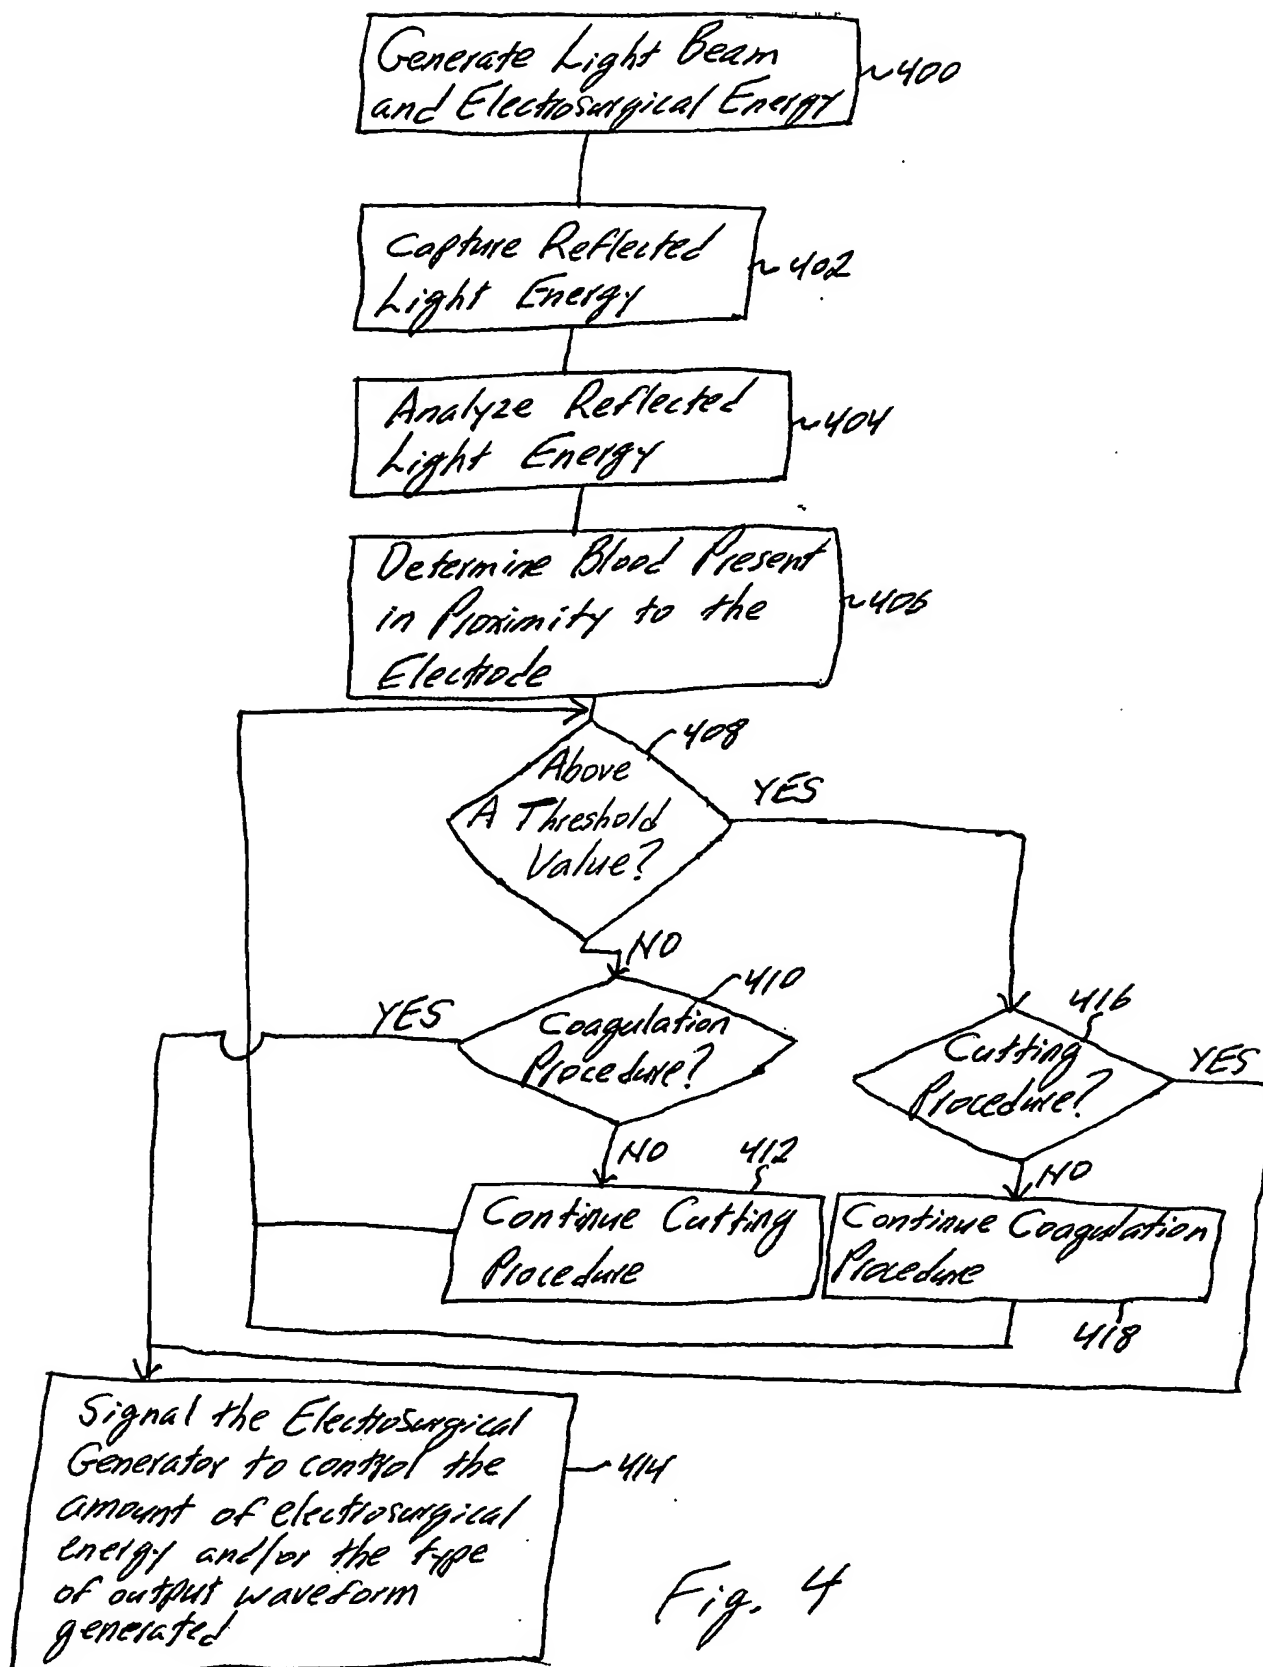 Generate Light Beam
and Electrosurgical Energy
400
Capture Reflected
Light Energy
402
Analyze Reflected
Light Energy
404
Determine Blood Present
in Proximity to the
Electrode
406
408
Above
A Threshold
Value?
YES
NO
410
YES
Coagulation
Procedure?
416
Cutting
Procedure?
YES
NO
412
NO
Continue Cutting
Procedure
Continue Coagulation
Procedure
418
Signal the Electrosurgical
Generator to control the
amount of electrosurgical
energy and/or the type
of output waveform
generated
414
Fig. 4